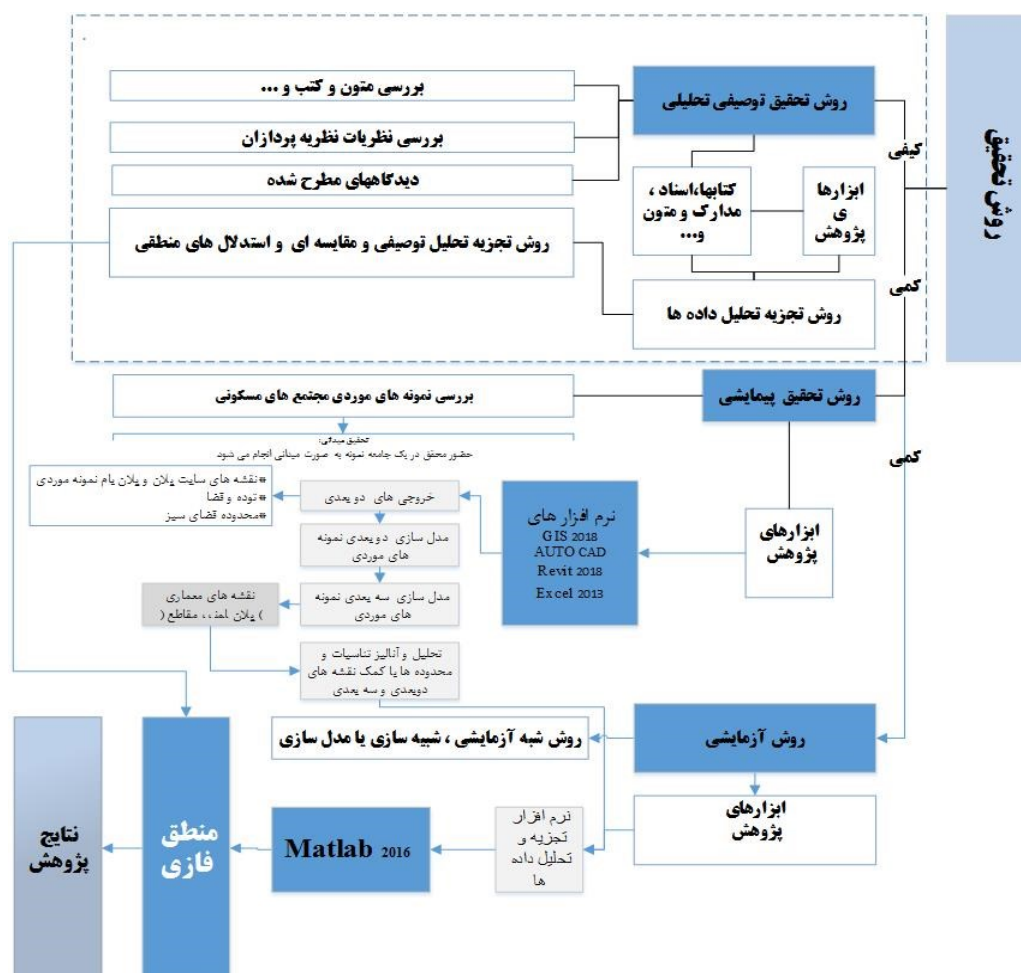 روش تحقیق
کیفی
کمی
کمی
روش تحقیق توصیفی تحلیلی
بررسی متون و کتب و ...
بررسی نظریات نظریه پردازان
دیدگاههای مطرح شده
ابزارها
ی
پژوهش
کتابها،اسناد ،
مدارک و متون
و...
روش تجزیه تحلیل داده ها
روش تجزیه تحلیل توصیفی و مقایسه ای و استدلال های منطقی
روش تحقیق پیمایشی
بررسی نمونه های موردی مجتمع های مسکونی
تحقیق میدانی:
حضور محقق در یک جامعه نمونه به صورت میدانی انجام می شود
ابزارهای
پژوهش
نرم افزار های
GIS 2018
AUTO CAD
Revit 2018
Excel 2013
خروجی های دوبعدی
#نقشه های سایت پلان و پلان بام نمونه موردی
#توده و فضا
#محدوده فضای سبز
مدل سازی دوبعدی نمونه
های موردی
مدل سازی سه بعدی نمونه
های موردی
نقشه های معماری
) پلان ،نما، مقاطع (
تحلیل و آنالیز تناسبات و
محدوده ها با کمک نقشه های
دوبعدی و سه بعدی
روش آزمایشی
روش شبه آزمایشی ، شبیه سازی یا مدل سازی
ابزارهای
پژوهش
نرم افزار
تجزیه و
تحلیل داده
ها
Matlab 2016
منطق
فازی
نتایج
پژوهش